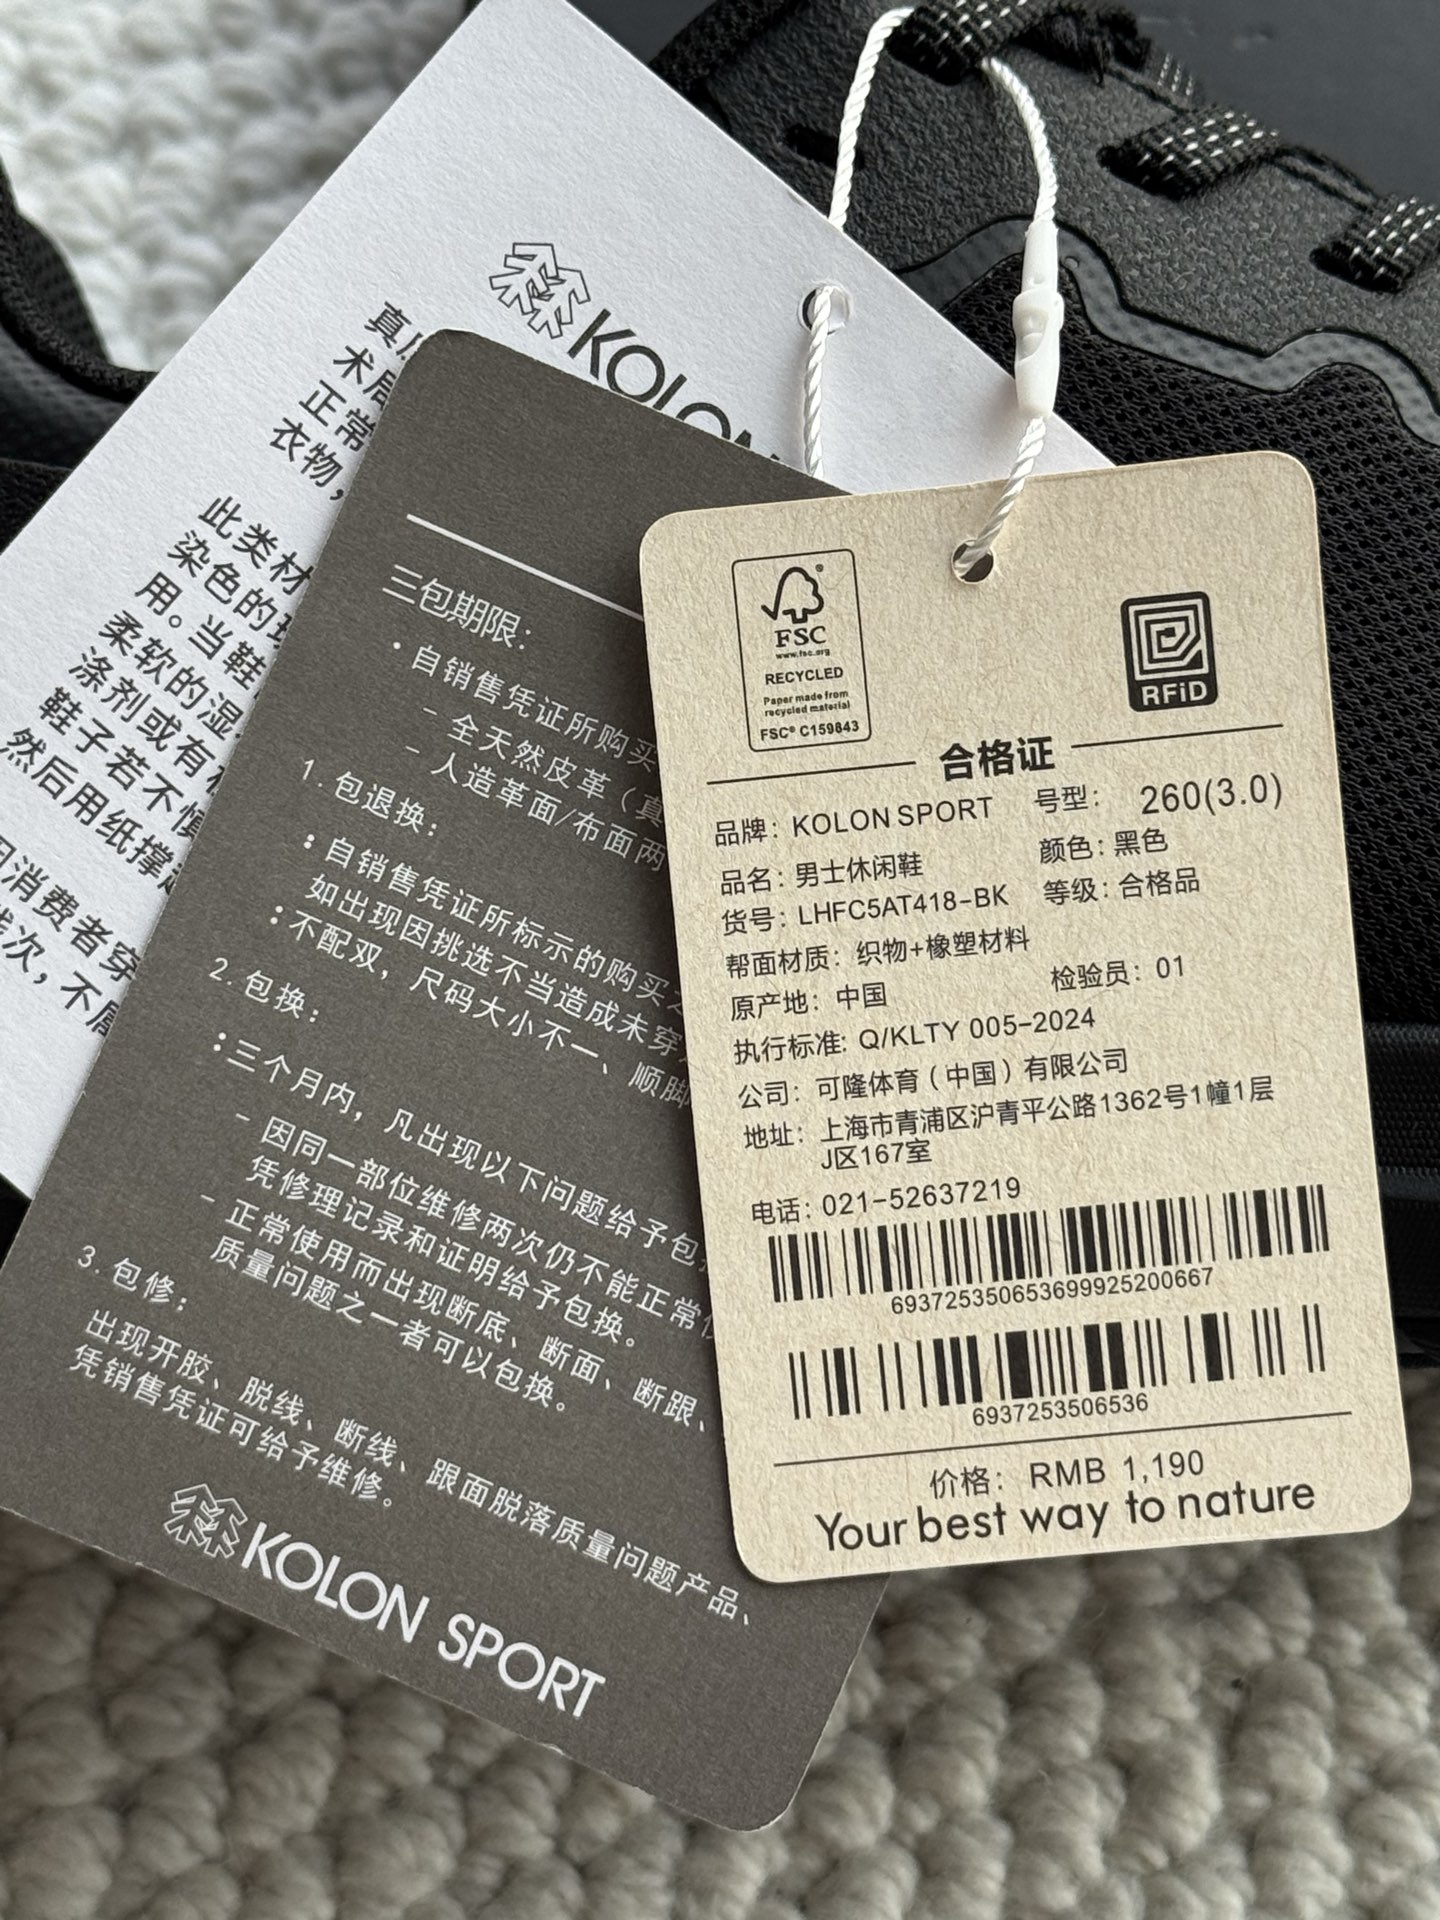 KOLON
真
术
正常
衣物，
此类材
染色的
用。当鞋
柔软的湿
涤剂或有
鞋子若不慎
然后用纸撑
因消费者穿
次，不属
三包期限：
• 自销售凭证所购买
- 全天然皮革（真
- 人造革面/布面两
1. 包退换：
• 自销售凭证所标示的购买之
如出现因挑选不当造成未穿
• 不配双，尺码大小不一、顺脚
2. 包换：
• 三个月内，凡出现以下问题给予包
- 因同一部位维修两次仍不能正常
凭修理记录和证明给予包换。
- 正常使用而出现断底、断面、断跟、
质量问题之一者可以包换。
3. 包修；
出现开胶、脱线、断线、跟面脱落质量问题产品、
凭销售凭证可给予维修。
KOLON SPORT
FSC
www.fsc.org
RECYCLED
Paper made from
recycled material
FSC® C159843
RFiD
合格证
品牌：KOLON SPORT 号型：260(3.0)
品名：男士休闲鞋 颜色：黑色
货号：LHFC5AT418-BK 等级：合格品
帮面材质：织物+橡塑材料
原产地：中国 检验员：01
执行标准: Q/KLTY 005-2024
公司：可隆体育（中国）有限公司
地址：上海市青浦区沪青平公路1362号1幢1层
J区167室
电话：021-52637219
693725350653699925200667
6937253506536
价格：RMB 1,190
Your best way to nature